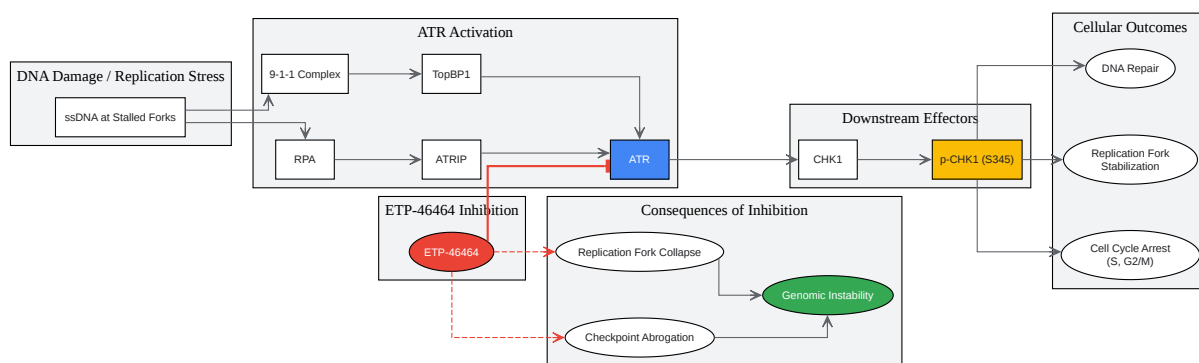 DNA Damage / Replication Stress
ssDNA at Stalled Forks
ATR Activation
9-1-1 Complex
TopBP1
RPA
ATRIP
ATR
Downstream Effectors
CHK1
p-CHK1 (S345)
Cellular Outcomes
DNA Repair
Replication Fork
Stabilization
Cell Cycle Arrest
(S, G2/M)
ETP-46464 Inhibition
ETP-46464
Consequences of Inhibition
Replication Fork Collapse
Genomic Instability
Checkpoint Abrogation